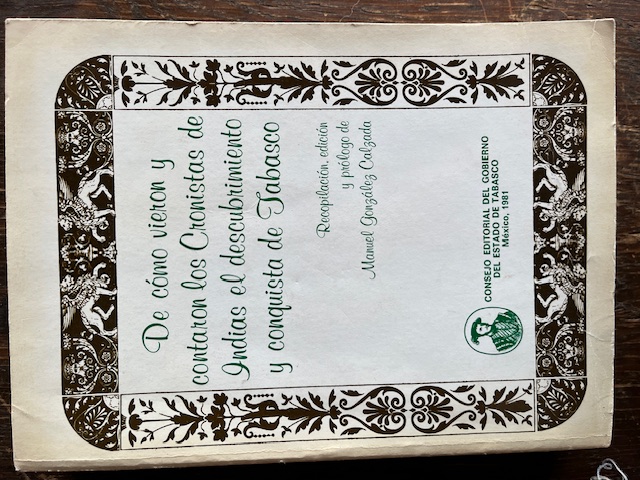 De cómo vieron y
contaron los Cronistas de
Indias el descubrimiento
y conquista de Tabasco
Recopilación, edición
y prólogo de
Manuel González Calzada
CONSEJO EDITORIAL DEL GOBIERNO
DEL ESTADO DE TABASCO
México, 1981